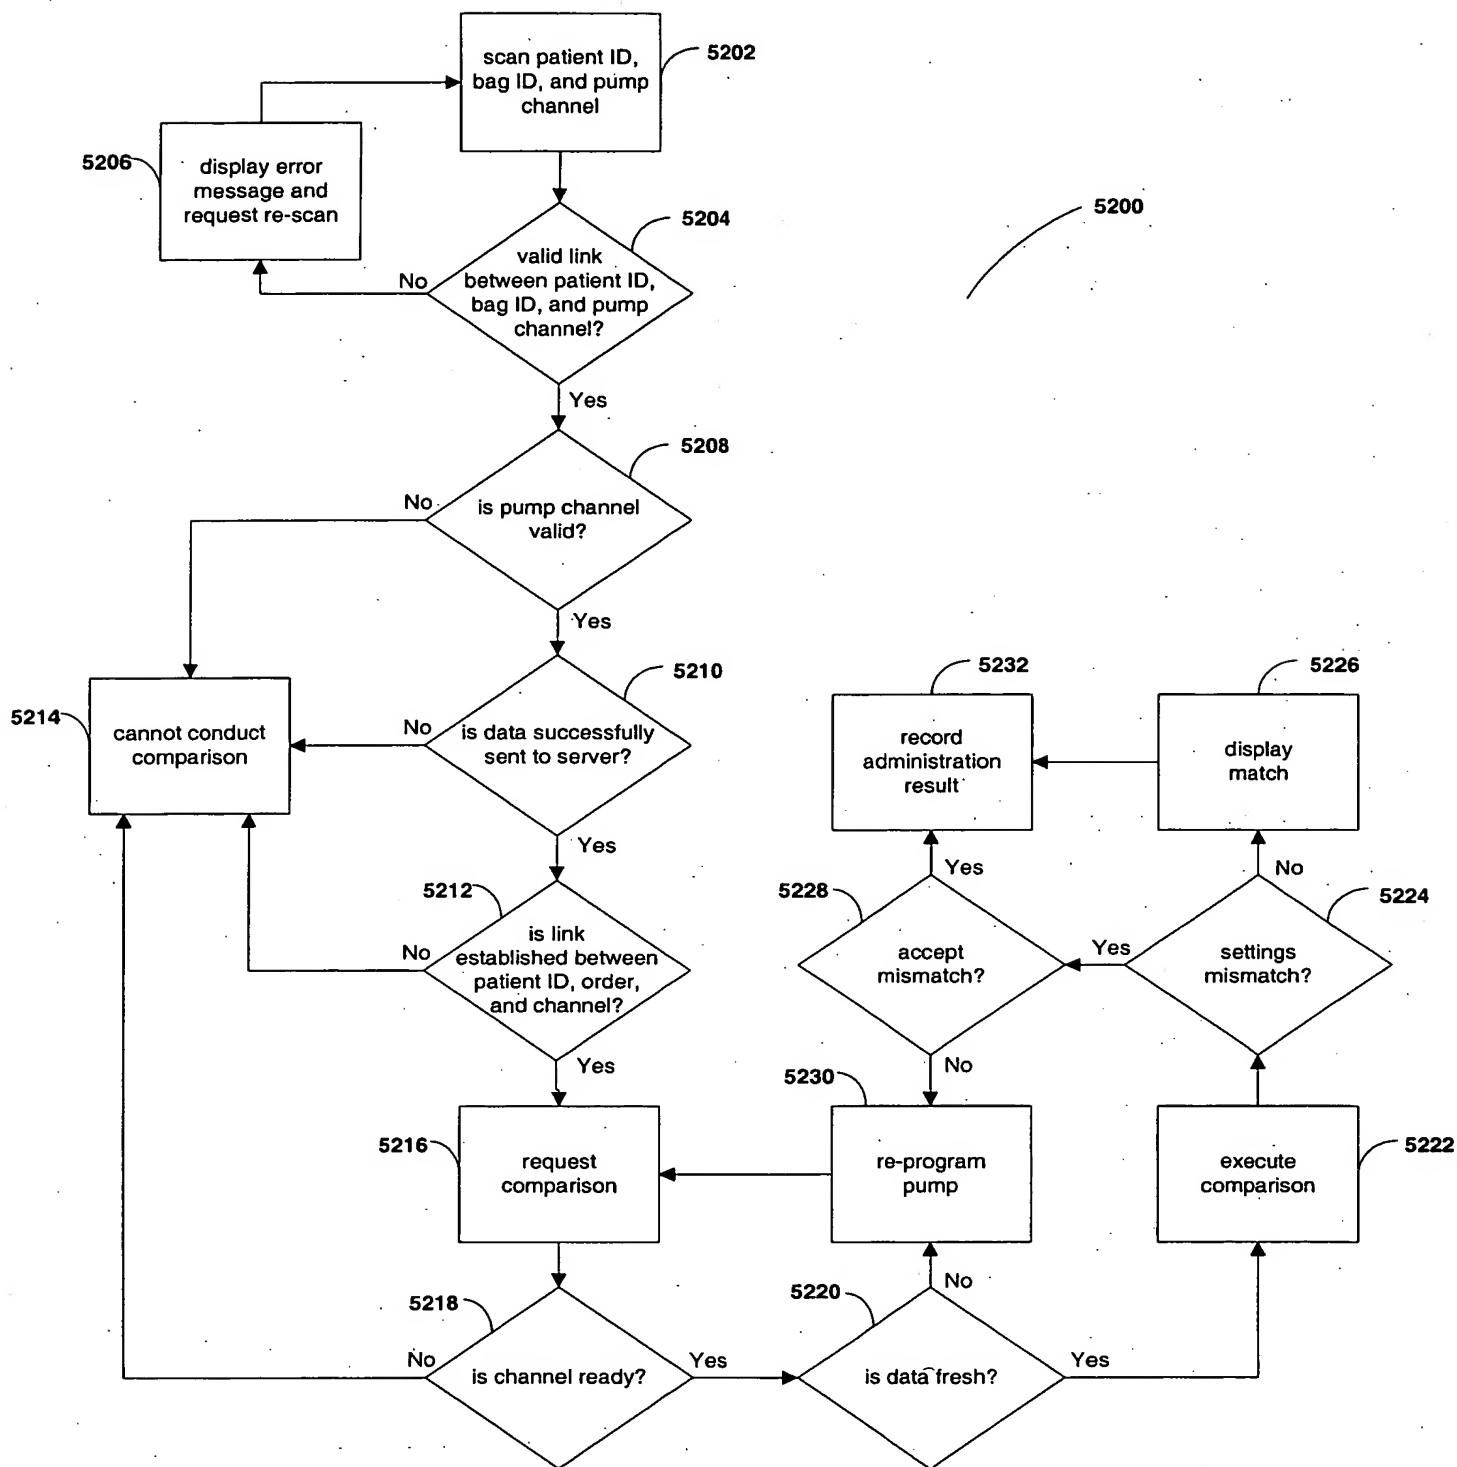 scan patient ID,
bag ID, and pump
channel
5202
5206
display error
message and
request re-scan
5204
5200
valid link
between patient ID,
bag ID, and pump
channel?
No
Yes
5208
No
is pump channel
valid?
Yes
5210
5232
5226
5214
cannot conduct
comparison
No
is data successfully
sent to server?
record
administration
result
display
match
Yes
Yes
No
5212
5228
5224
No
is link
established between
patient ID, order,
and channel?
accept
mismatch?
Yes
settings
mismatch?
Yes
No
5230
5216
request
comparison
re-program
pump
execute
comparison
5222
5218
5220
No
No
is channel ready?
Yes
is data fresh?
Yes